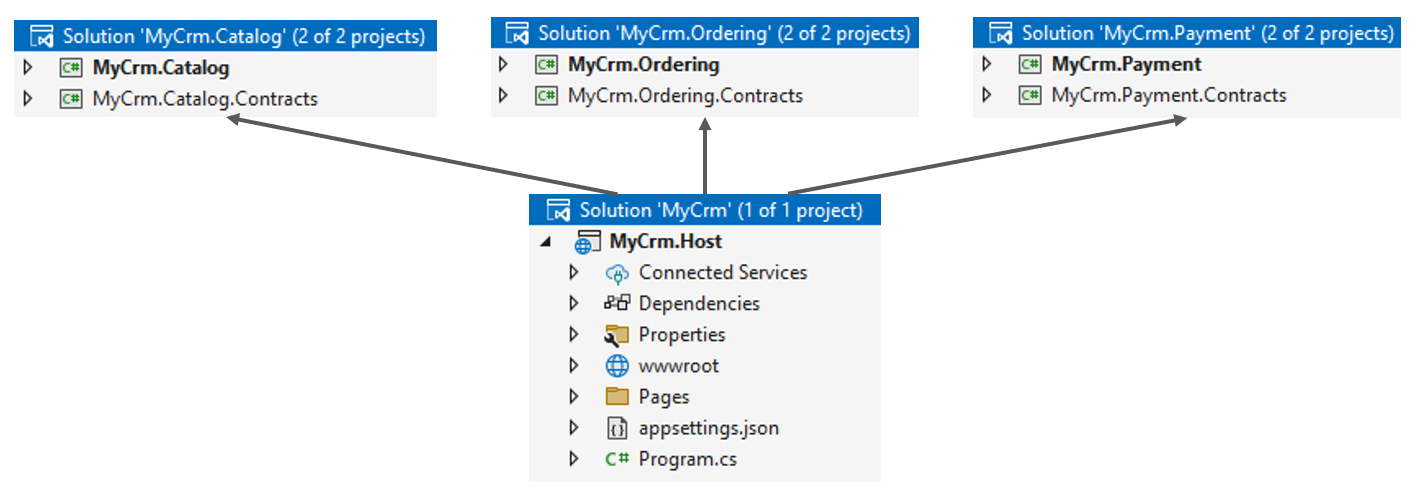 Solution 'MyCrm.Catalog' (2 of 2 projects)
C# MyCrm.Catalog
C# MyCrm.Catalog.Contracts
Solution 'MyCrm.Ordering' (2 of 2 projects)
C# MyCrm.Ordering
C# MyCrm.Ordering.Contracts
Solution 'MyCrm.Payment' (2 of 2 projects)
C# MyCrm.Payment
C# MyCrm.Payment.Contracts
Solution 'MyCrm' (1 of 1 project)
MyCrm.Host
Connected Services
Dependencies
Properties
wwwroot
Pages
appsettings.json
C# Program.cs